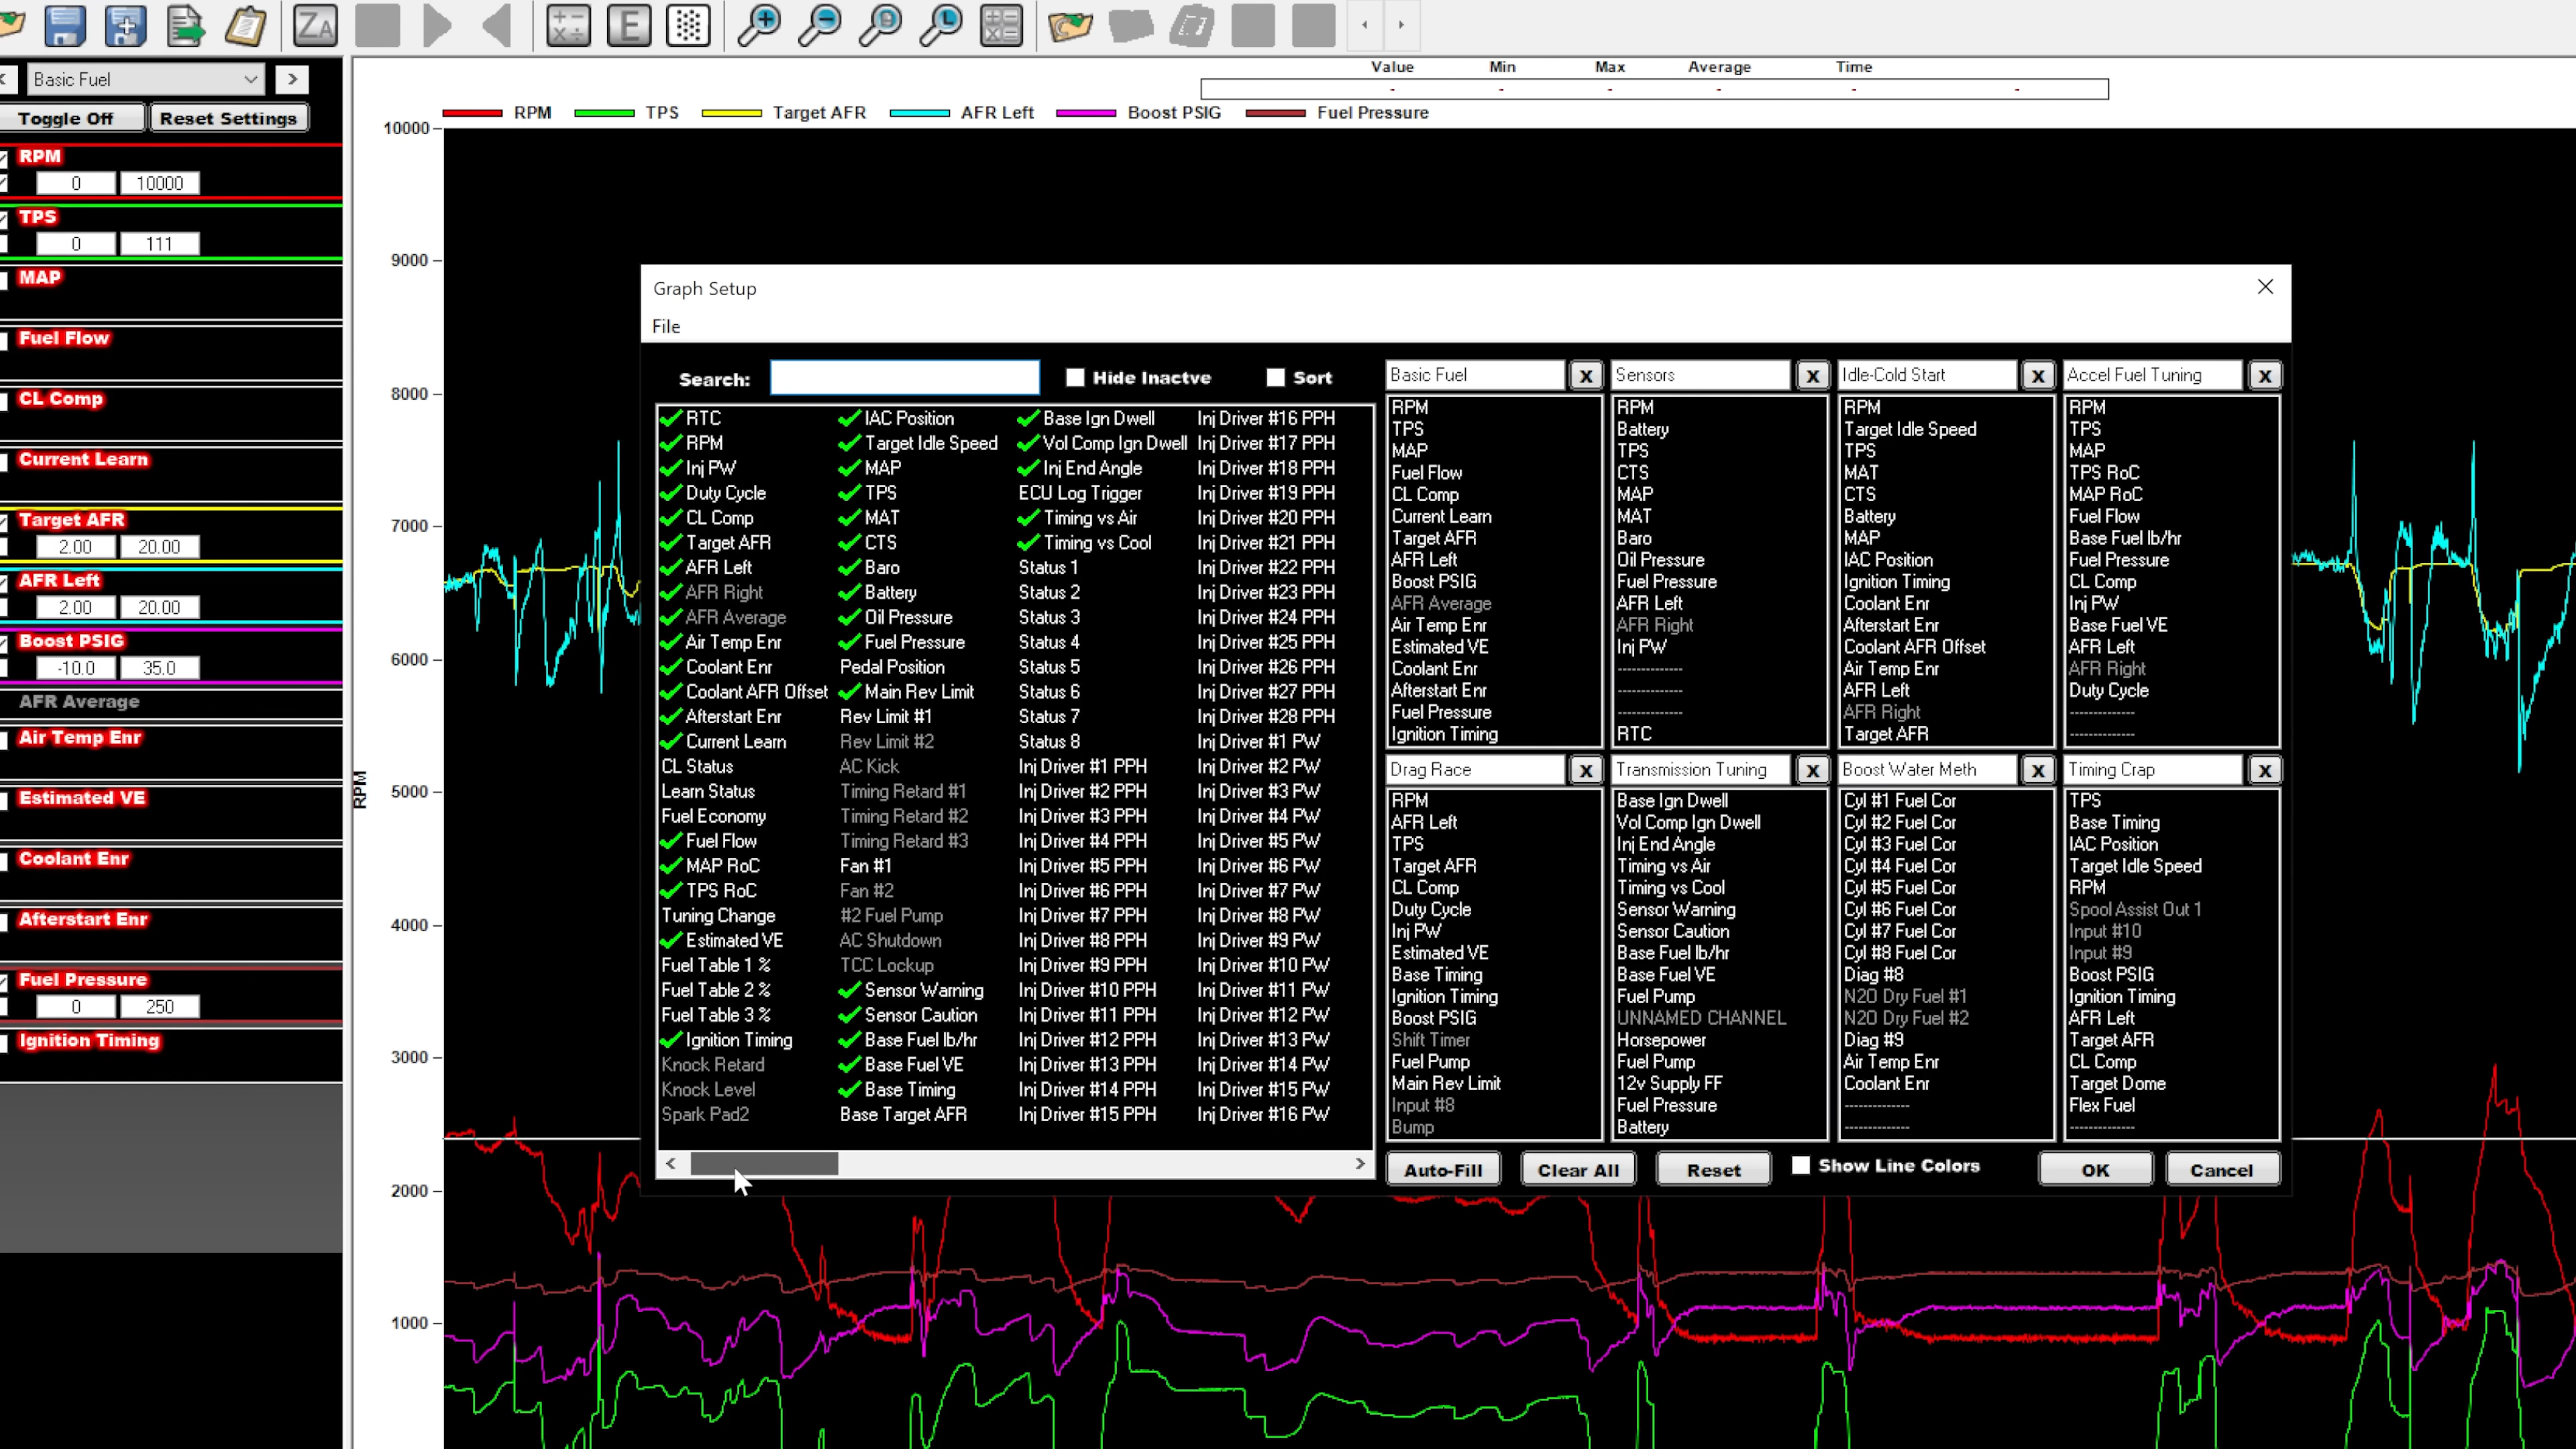 ZA
E
Basic Fuel
Toggle Off
Reset Settings
RPM
0
10000
TPS
0
111
MAP
Fuel Flow
CL Comp
Current Learn
Target AFR
2.00
20.00
AFR Left
2.00
20.00
Boost PSIG
-10.0
35.0
AFR Average
Air Temp Enr
Estimated VE
Coolant Enr
Afterstart Enr
Fuel Pressure
0
250
Ignition Timing
Value Min Max Average Time
- - - - - -
RPM TPS Target AFR AFR Left Boost PSIG Fuel Pressure
10000
9000
8000
7000
6000
5000
4000
3000
2000
1000
RPM
Graph Setup
File
Search:
Hide Inactve
Sort
RTC
RPM
Inj PW
Duty Cycle
CL Comp
Target AFR
AFR Left
AFR Right
AFR Average
Air Temp Enr
Coolant Enr
Coolant AFR Offset
Afterstart Enr
Current Learn
CL Status
Learn Status
Fuel Economy
Fuel Flow
MAP RoC
TPS RoC
Tuning Change
Estimated VE
Fuel Table 1 %
Fuel Table 2 %
Fuel Table 3 %
Ignition Timing
Knock Retard
Knock Level
Spark Pad2
IAC Position
Target Idle Speed
MAP
TPS
MAT
CTS
Baro
Battery
Oil Pressure
Fuel Pressure
Pedal Position
Main Rev Limit
Rev Limit #1
Rev Limit #2
AC Kick
Timing Retard #1
Timing Retard #2
Timing Retard #3
Fan #1
Fan #2
#2 Fuel Pump
AC Shutdown
TCC Lockup
Sensor Warning
Sensor Caution
Base Fuel lb/hr
Base Fuel VE
Base Timing
Base Target AFR
Base Ign Dwell
Vol Comp Ign Dwell
Inj End Angle
ECU Log Trigger
Timing vs Air
Timing vs Cool
Status 1
Status 2
Status 3
Status 4
Status 5
Status 6
Status 7
Status 8
Inj Driver #1 PPH
Inj Driver #2 PPH
Inj Driver #3 PPH
Inj Driver #4 PPH
Inj Driver #5 PPH
Inj Driver #6 PPH
Inj Driver #7 PPH
Inj Driver #8 PPH
Inj Driver #9 PPH
Inj Driver #10 PPH
Inj Driver #11 PPH
Inj Driver #12 PPH
Inj Driver #13 PPH
Inj Driver #14 PPH
Inj Driver #15 PPH
Inj Driver #16 PPH
Inj Driver #17 PPH
Inj Driver #18 PPH
Inj Driver #19 PPH
Inj Driver #20 PPH
Inj Driver #21 PPH
Inj Driver #22 PPH
Inj Driver #23 PPH
Inj Driver #24 PPH
Inj Driver #25 PPH
Inj Driver #26 PPH
Inj Driver #27 PPH
Inj Driver #28 PPH
Inj Driver #1 PW
Inj Driver #2 PW
Inj Driver #3 PW
Inj Driver #4 PW
Inj Driver #5 PW
Inj Driver #6 PW
Inj Driver #7 PW
Inj Driver #8 PW
Inj Driver #9 PW
Inj Driver #10 PW
Inj Driver #11 PW
Inj Driver #12 PW
Inj Driver #13 PW
Inj Driver #14 PW
Inj Driver #15 PW
Inj Driver #16 PW
Basic Fuel
X
RPM
TPS
MAP
Fuel Flow
CL Comp
Current Learn
Target AFR
AFR Left
Boost PSIG
AFR Average
Air Temp Enr
Estimated VE
Coolant Enr
Afterstart Enr
Fuel Pressure
Ignition Timing
Sensors
X
RPM
Battery
TPS
CTS
MAP
MAT
Baro
Oil Pressure
Fuel Pressure
AFR Left
AFR Right
Inj PW
-------------
-------------
-------------
RTC
Idle-Cold Start
X
RPM
Target Idle Speed
TPS
MAT
CTS
Battery
MAP
IAC Position
Ignition Timing
Coolant Enr
Afterstart Enr
Coolant AFR Offset
Air Temp Enr
AFR Left
AFR Right
Target AFR
Accel Fuel Tuning
X
RPM
TPS
MAP
TPS RoC
MAP RoC
Fuel Flow
Base Fuel lb/hr
Fuel Pressure
CL Comp
Inj PW
Base Fuel VE
AFR Left
AFR Right
Duty Cycle
-------------
-------------
Drag Race
X
RPM
AFR Left
TPS
Target AFR
CL Comp
Duty Cycle
Inj PW
Estimated VE
Base Timing
Ignition Timing
Boost PSIG
Shift Timer
Fuel Pump
Main Rev Limit
Input #8
Bump
Transmission Tuning
X
Base Ign Dwell
Vol Comp Ign Dwell
Inj End Angle
Timing vs Air
Timing vs Cool
Sensor Warning
Sensor Caution
Base Fuel lb/hr
Base Fuel VE
Fuel Pump
UNNAMED CHANNEL
Horsepower
Fuel Pump
12v Supply FF
Fuel Pressure
Battery
Boost Water Meth
X
Cyl #1 Fuel Cor
Cyl #2 Fuel Cor
Cyl #3 Fuel Cor
Cyl #4 Fuel Cor
Cyl #5 Fuel Cor
Cyl #6 Fuel Cor
Cyl #7 Fuel Cor
Cyl #8 Fuel Cor
Diag #8
N2O Dry Fuel #1
N2O Dry Fuel #2
Diag #9
Air Temp Enr
Coolant Enr
-------------
-------------
Timing Crap
X
TPS
Base Timing
IAC Position
Target Idle Speed
RPM
Spool Assist Out 1
Input #10
Input #9
Boost PSIG
Ignition Timing
AFR Left
Target AFR
CL Comp
Target Dome
Flex Fuel
-------------
Auto-Fill
Clear All
Reset
Show Line Colors
OK
Cancel